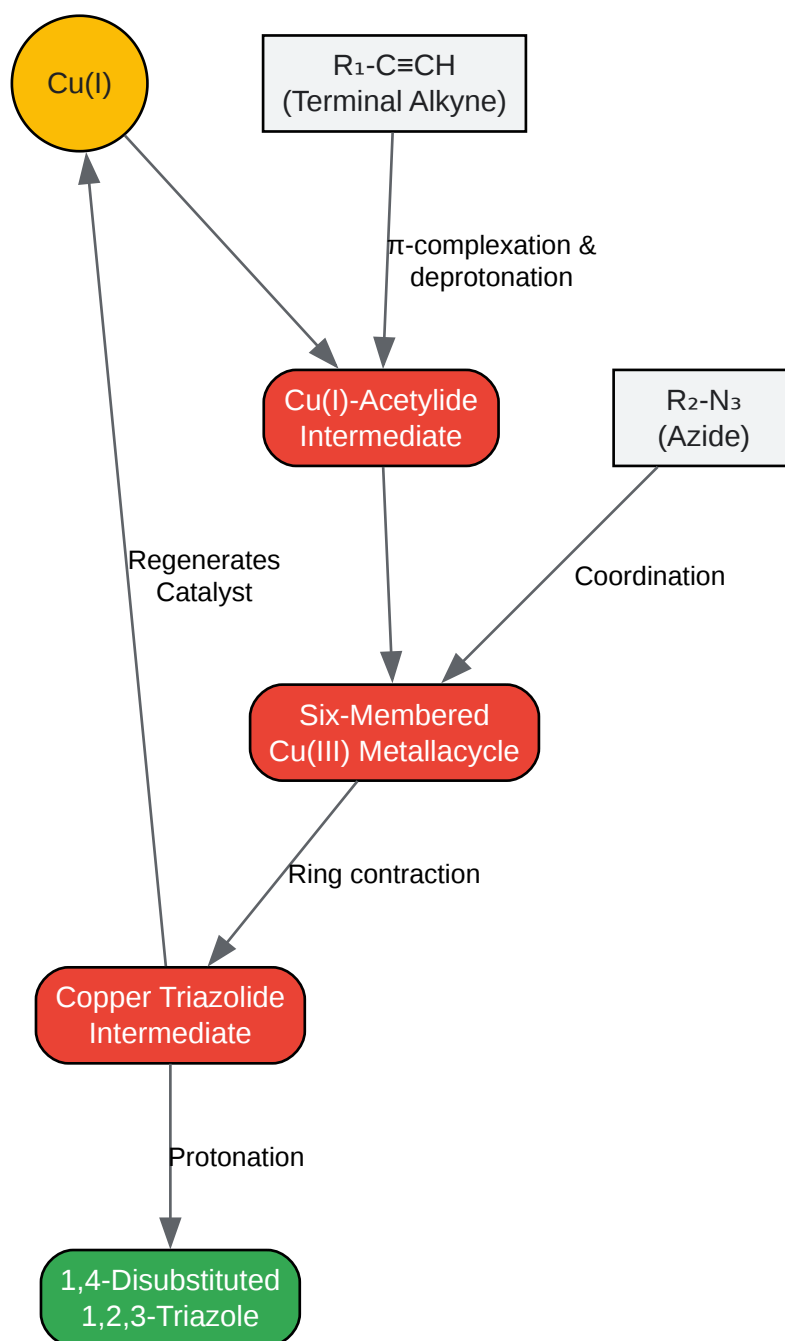 Cu(I)
R₁-C≡CH
(Terminal Alkyne)
π-complexation &
deprotonation
Cu(I)-Acetylide
Intermediate
R₂-N₃
(Azide)
Regenerates
Catalyst
Coordination
Six-Membered
Cu(III) Metallacycle
Ring contraction
Copper Triazolide
Intermediate
Protonation
1,4-Disubstituted
1,2,3-Triazole